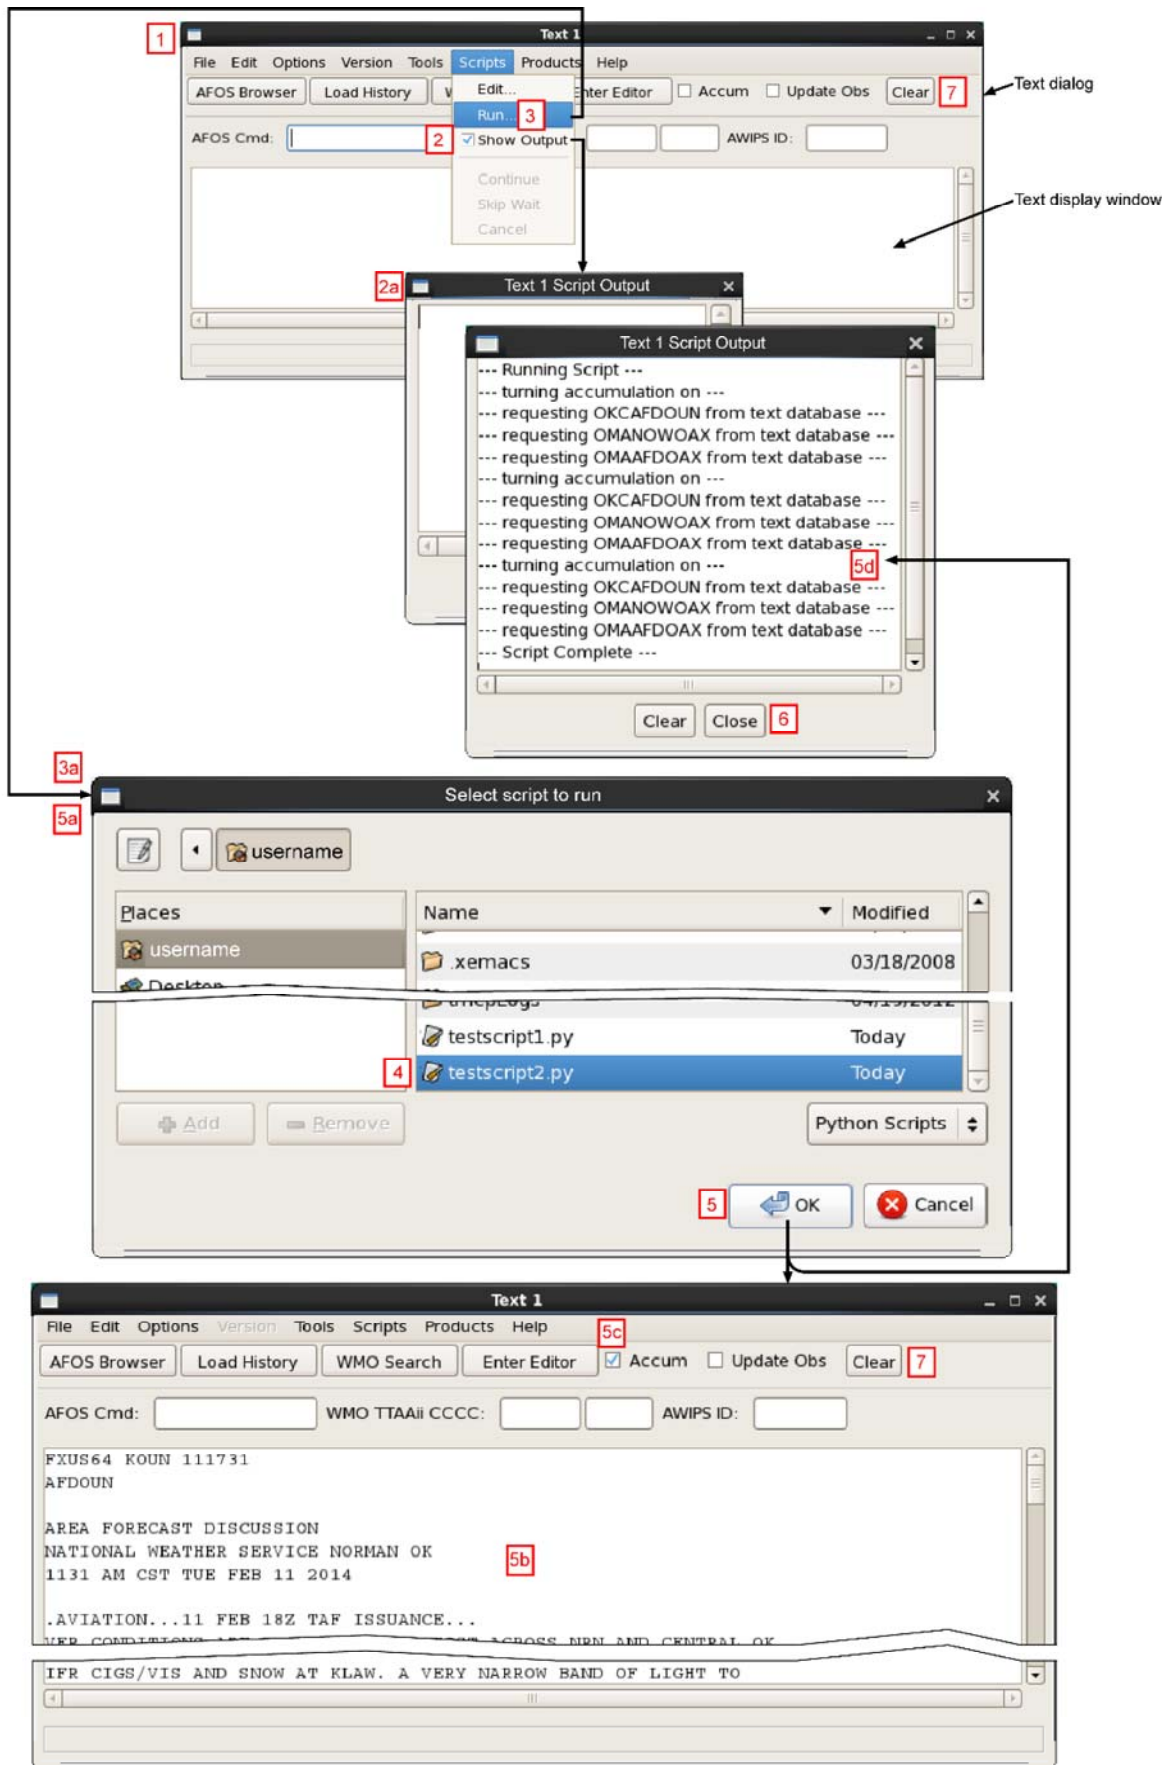 1
Text 1
File Edit Options Version Tools Scripts Products Help
AFOS Browser Load History Enter Editor Accum Update Obs Clear 7
Text dialog
Edit...
Run... 3
AFOS Cmd: 2 Show Output AWIPS ID:
Continue
Skip Wait
Cancel
Text display window
2a Text 1 Script Output
Text 1 Script Output
--- Running Script ---
--- turning accumulation on ---
--- requesting OKCAFDOUN from text database ---
--- requesting OMANOWOAX from text database ---
--- requesting OMAAFDOAX from text database ---
--- turning accumulation on ---
--- requesting OKCAFDOUN from text database ---
--- requesting OMANOWOAX from text database ---
--- requesting OMAAFDOAX from text database ---
--- turning accumulation on --- 5d
--- requesting OKCAFDOUN from text database ---
--- requesting OMANOWOAX from text database ---
--- requesting OMAAFDOAX from text database ---
--- Script Complete ---
Clear Close 6
3a
Select script to run
5a
username
Places Name Modified
username .xemacs 03/18/2008
Desktop
testscript1.py Today
4 testscript2.py Today
Add Remove Python Scripts
5 OK Cancel
Text 1
File Edit Options Version Tools Scripts Products Help 5c
AFOS Browser Load History WMO Search Enter Editor Accum Update Obs Clear 7
AFOS Cmd: WMO TTAAii CCCC: AWIPS ID:
FXUS64 KOUN 111731
AFDOUN
AREA FORECAST DISCUSSION
NATIONAL WEATHER SERVICE NORMAN OK
1131 AM CST TUE FEB 11 2014
5b
.AVIATION...11 FEB 18Z TAF ISSUANCE...
ACROSS NRN AND CENTRAL OK
IFR CIGS/VIS AND SNOW AT KLAW. A VERY NARROW BAND OF LIGHT TO